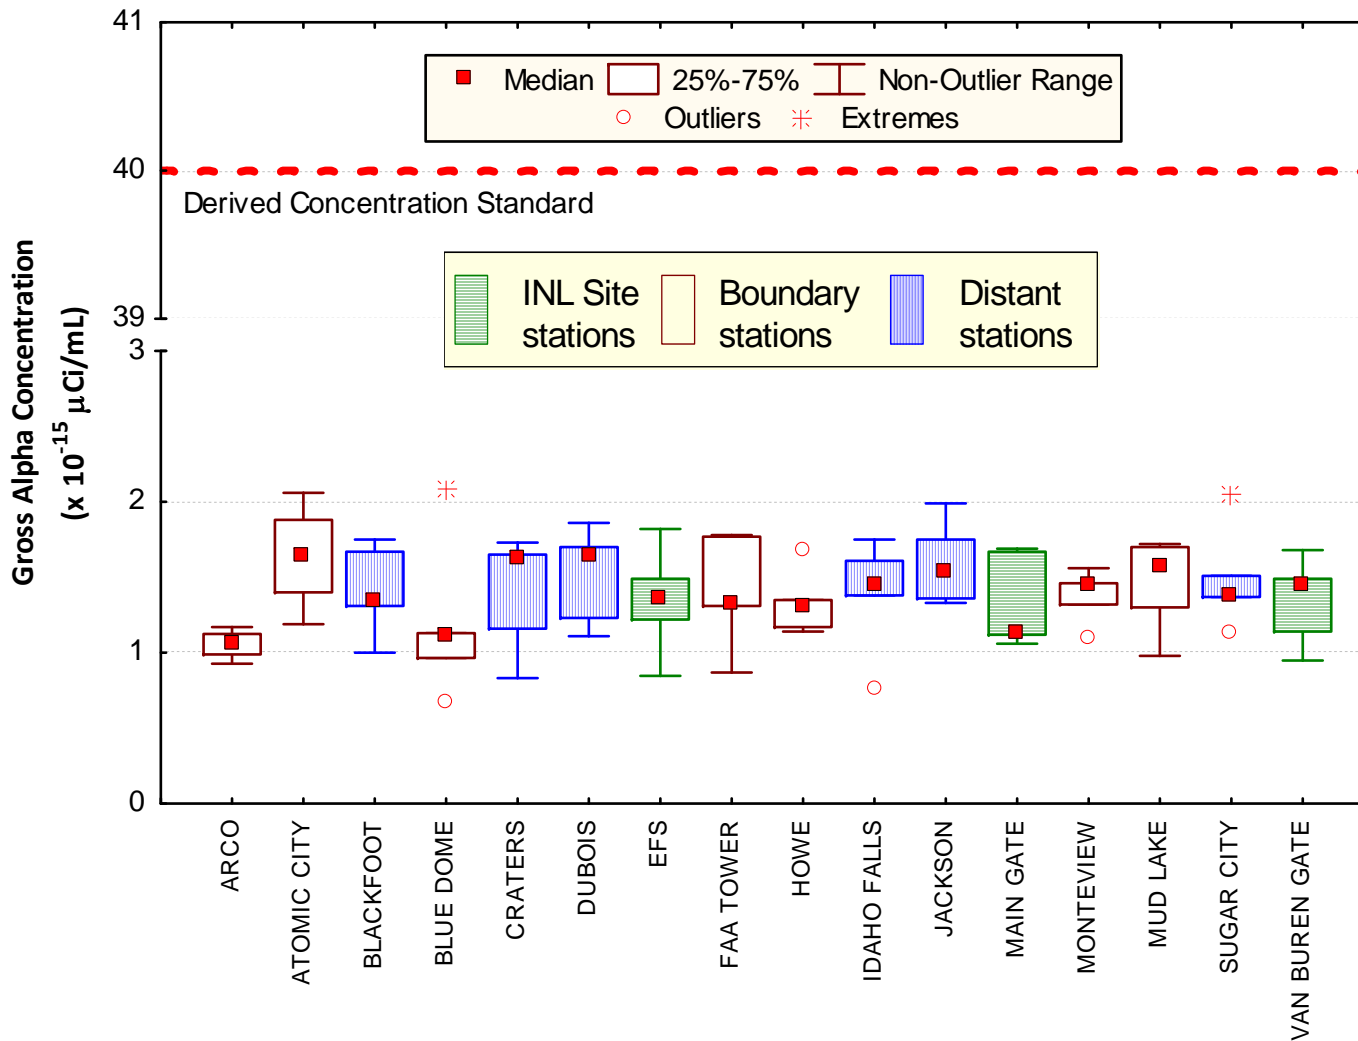 41
Median 25%-75% Non-Outlier Range
Outliers Extremes
40
Derived Concentration Standard
INL Site stations
Boundary stations
Distant stations
39
3
2
1
0
Gross Alpha Concentration
(x 10⁻¹⁵ μCi/mL)
ARCO
ATOMIC CITY
BLACKFOOT
BLUE DOME
CRATERS
DUBOIS
EFS
FAA TOWER
HOWE
IDAHO FALLS
JACKSON
MAIN GATE
MONTEVIEW
MUD LAKE
SUGAR CITY
VAN BUREN GATE